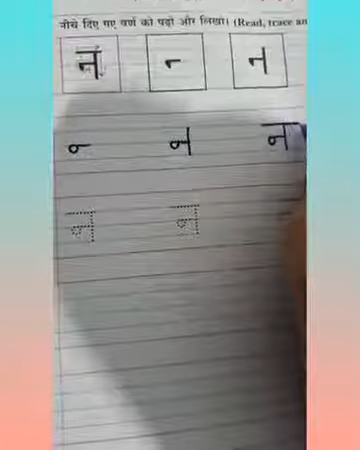 नीचे दिए गए वर्ण को पढ़ो और लिखो। (Read, trace an
न
न
न न